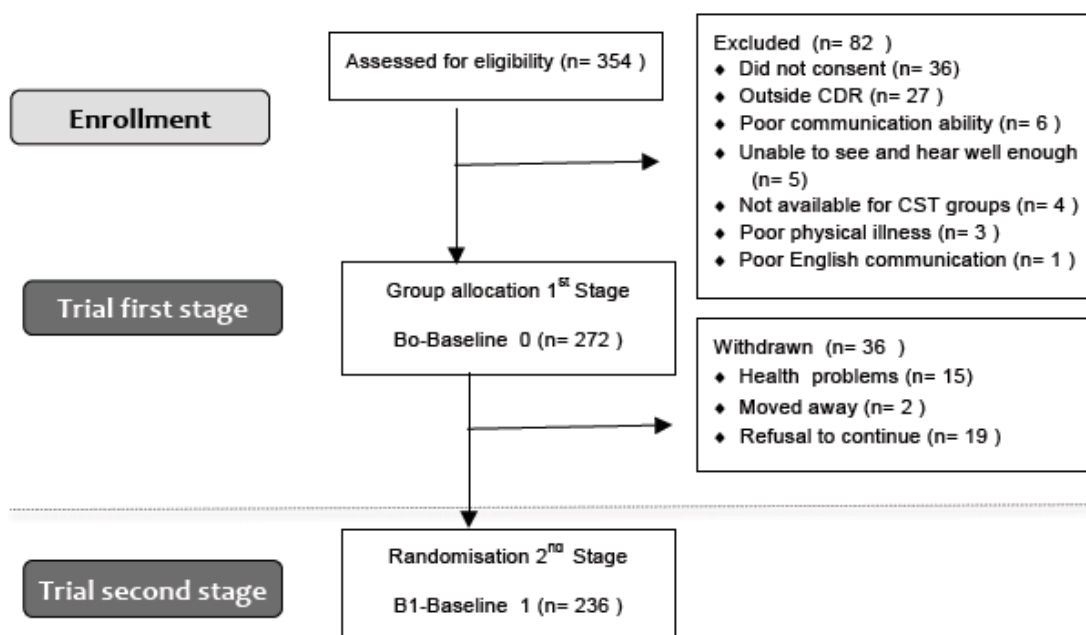 Assessed for eligibility (n= 354 )
Enrollment
Excluded (n= 82 )
♦ Did not consent (n= 36)
♦ Outside CDR (n= 27 )
♦ Poor communication ability (n= 6 )
♦ Unable to see and hear well enough
(n= 5)
♦ Not available for CST groups (n= 4 )
♦ Poor physical illness (n= 3 )
♦ Poor English communication (n= 1 )
Trial first stage
Group allocation 1st Stage
Bo-Baseline 0 (n= 272 )
Withdrawn (n= 36 )
♦ Health problems (n= 15)
♦ Moved away (n= 2 )
♦ Refusal to continue (n= 19 )
Trial second stage
Randomisation 2nd Stage
B1-Baseline 1 (n= 236 )